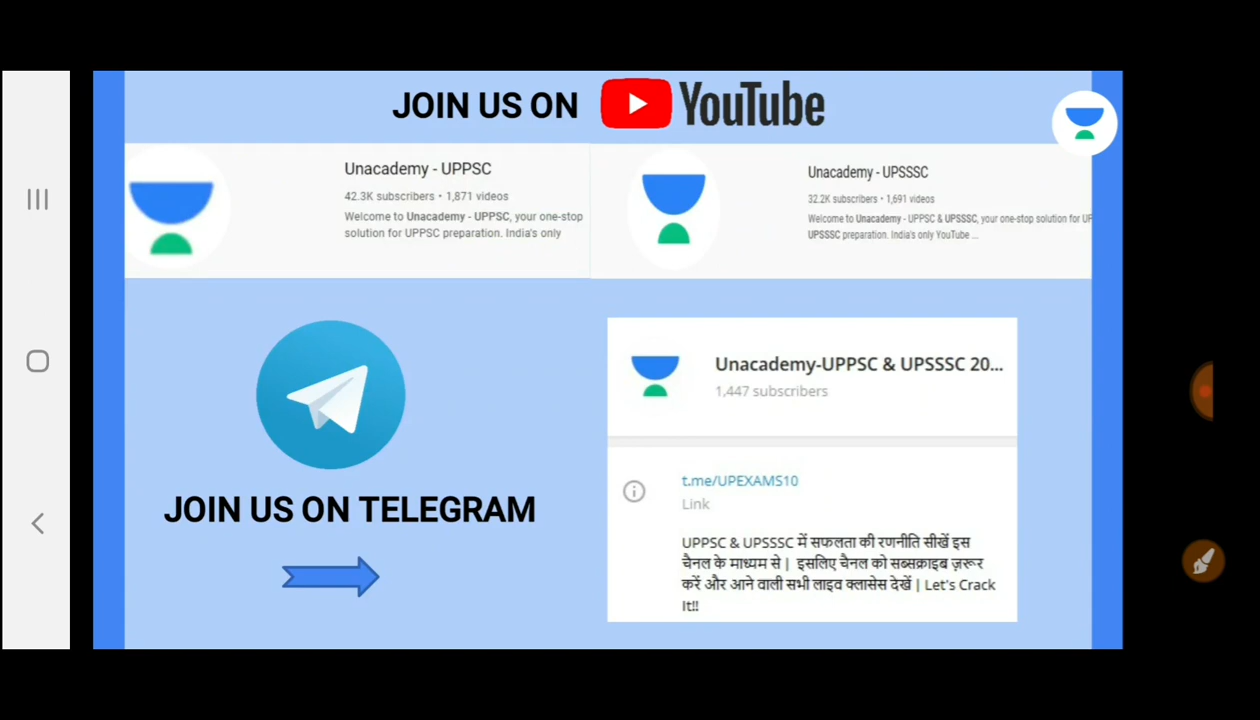 JOIN US ON YouTube
Unacademy - UPPSC
42.3K subscribers • 1,871 videos
Welcome to Unacademy - UPPSC, your one-stop
solution for UPPSC preparation. India's only
Unacademy - UPSSSC
32.2K subscribers • 1,691 videos
Welcome to Unacademy - UPPSC & UPSSSC, your one-stop solution for UP
UPSSSC preparation. India's only YouTube ...
Unacademy-UPPSC & UPSSSC 20...
1,447 subscribers
t.me/UPEXAMS10
Link
UPPSC & UPSSSC में सफलता की रणनीति सीखें इस
चैनल के माध्यम से | इसलिए चैनल को सब्सक्राइब ज़रूर
करें और आने वाली सभी लाइव क्लासेस देखें | Let's Crack
It!!
JOIN US ON TELEGRAM